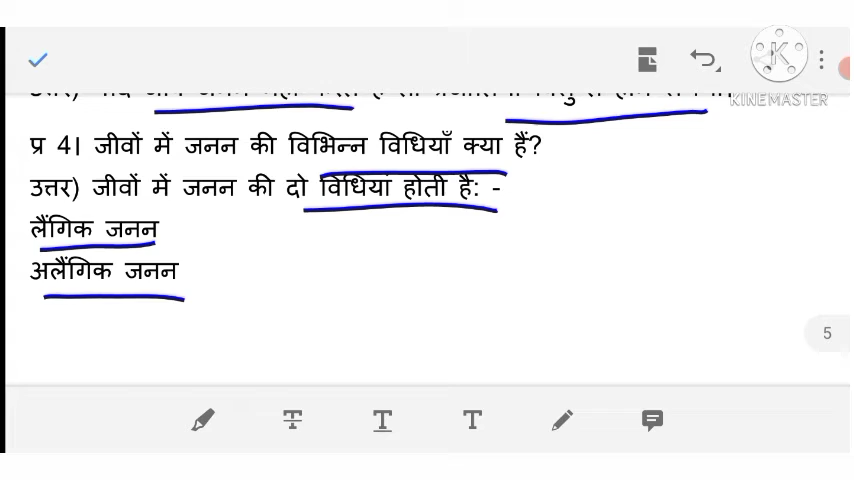 प्र 4। जीवों में जनन की विभिन्न विधियाँ क्या हैं?
उत्तर) जीवों में जनन की दो विधियां होती है: -
लैंगिक जनन
अलैंगिक जनन
5
K
KINEMASTER